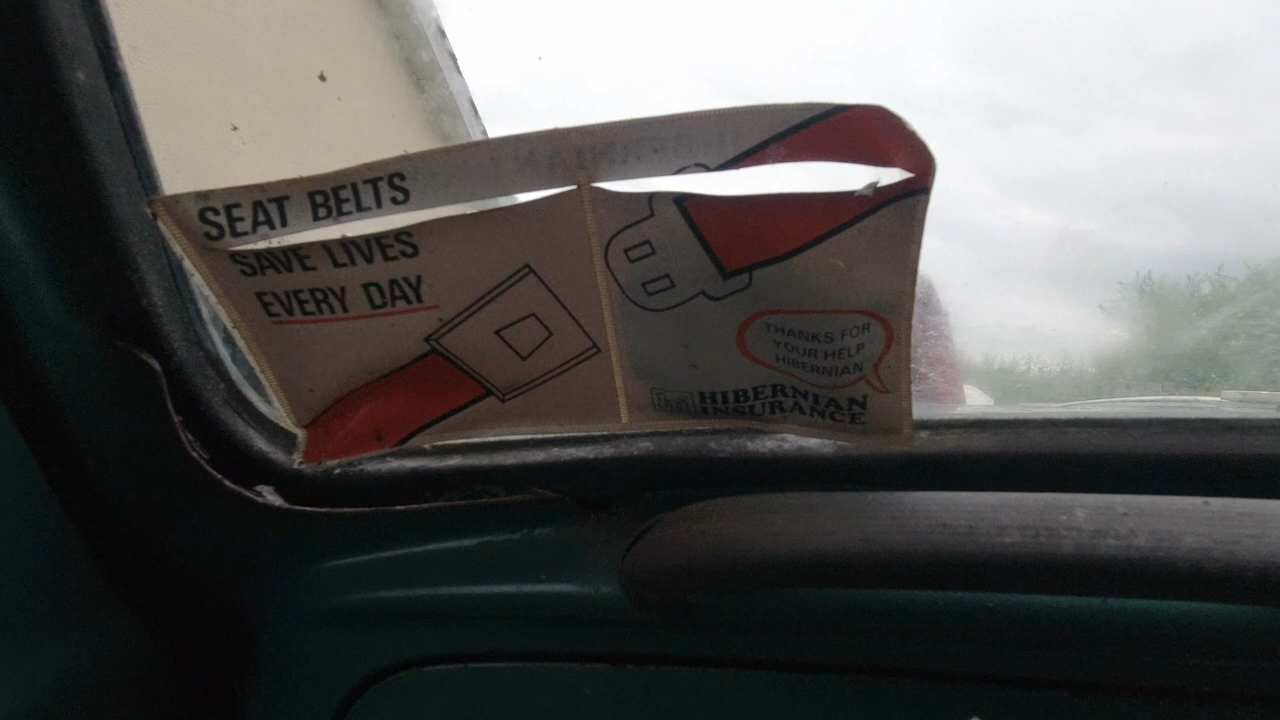 SEAT BELTS
SAVE LIVES
EVERY DAY
THANKS FOR
YOUR HELP
HIBERNIAN
HIBERNIAN
INSURANCE